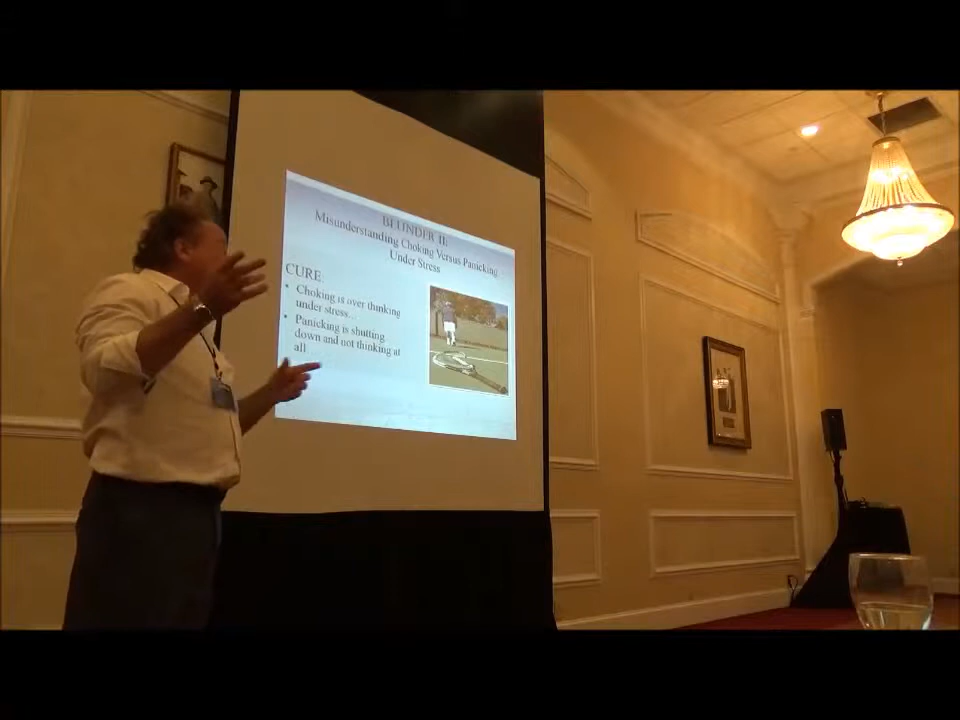 BLUNDER II:
Misunderstanding Choking Versus Panicking
Under Stress
CURE:
• Choking is over thinking
under stress...
• Panicking is shutting
down and not thinking at
all